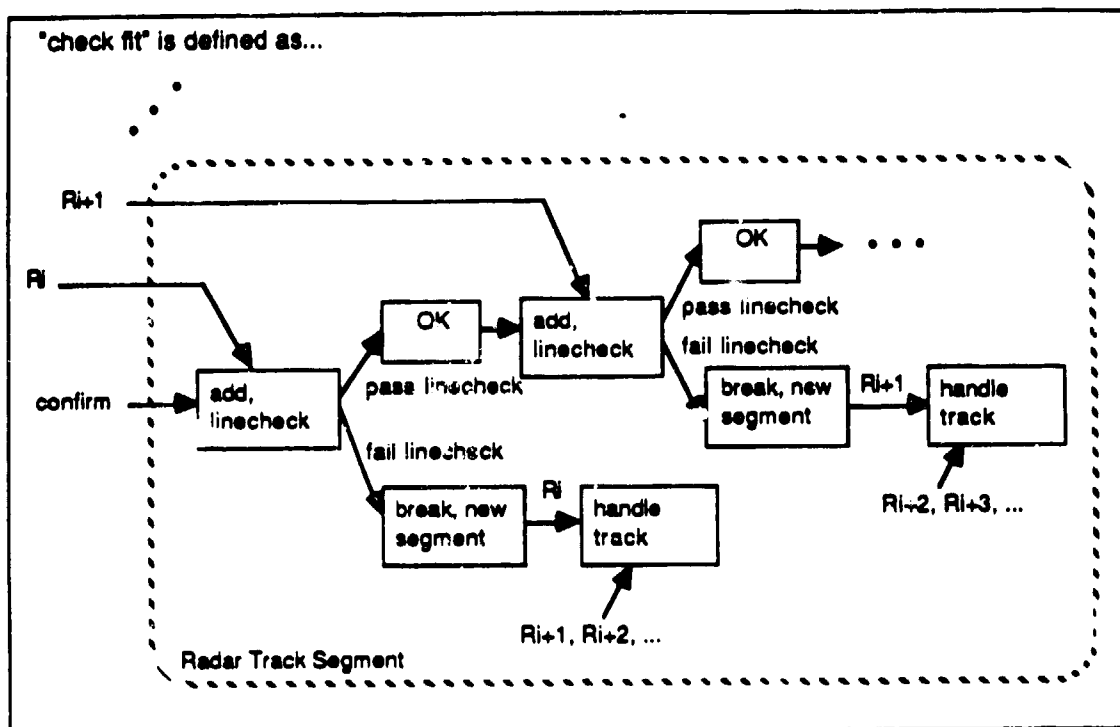 "check fit" is defined as...
Ri+1
OK
Ri
pass linecheck
OK
add,
linecheck
fail linecheck
pass linecheck
confirm
add,
linecheck
break, new
segment
Ri+1
handle
track
fail linecheck
Ri+2, Ri+3, ...
break, new
segment
Ri
handle
track
Ri+1, Ri+2, ...
Radar Track Segment